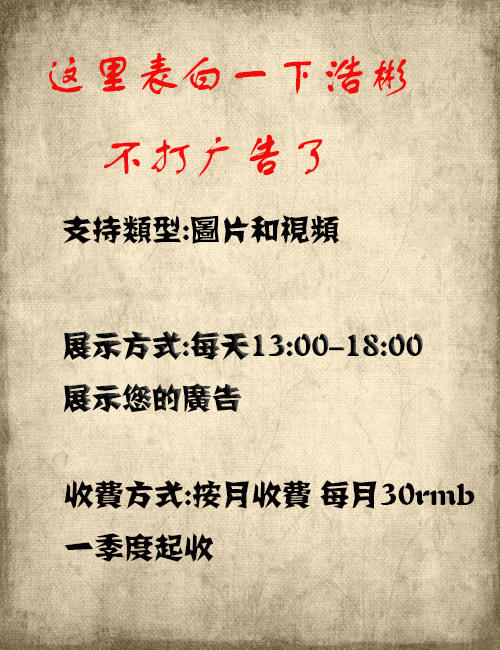 这里表白一下浩彬
不打广告了
支持類型:圖片和視頻
展示方式:每天13:00-18:00
展示您的廣告
收費方式:按月收費 每月30rmb
一季度起收